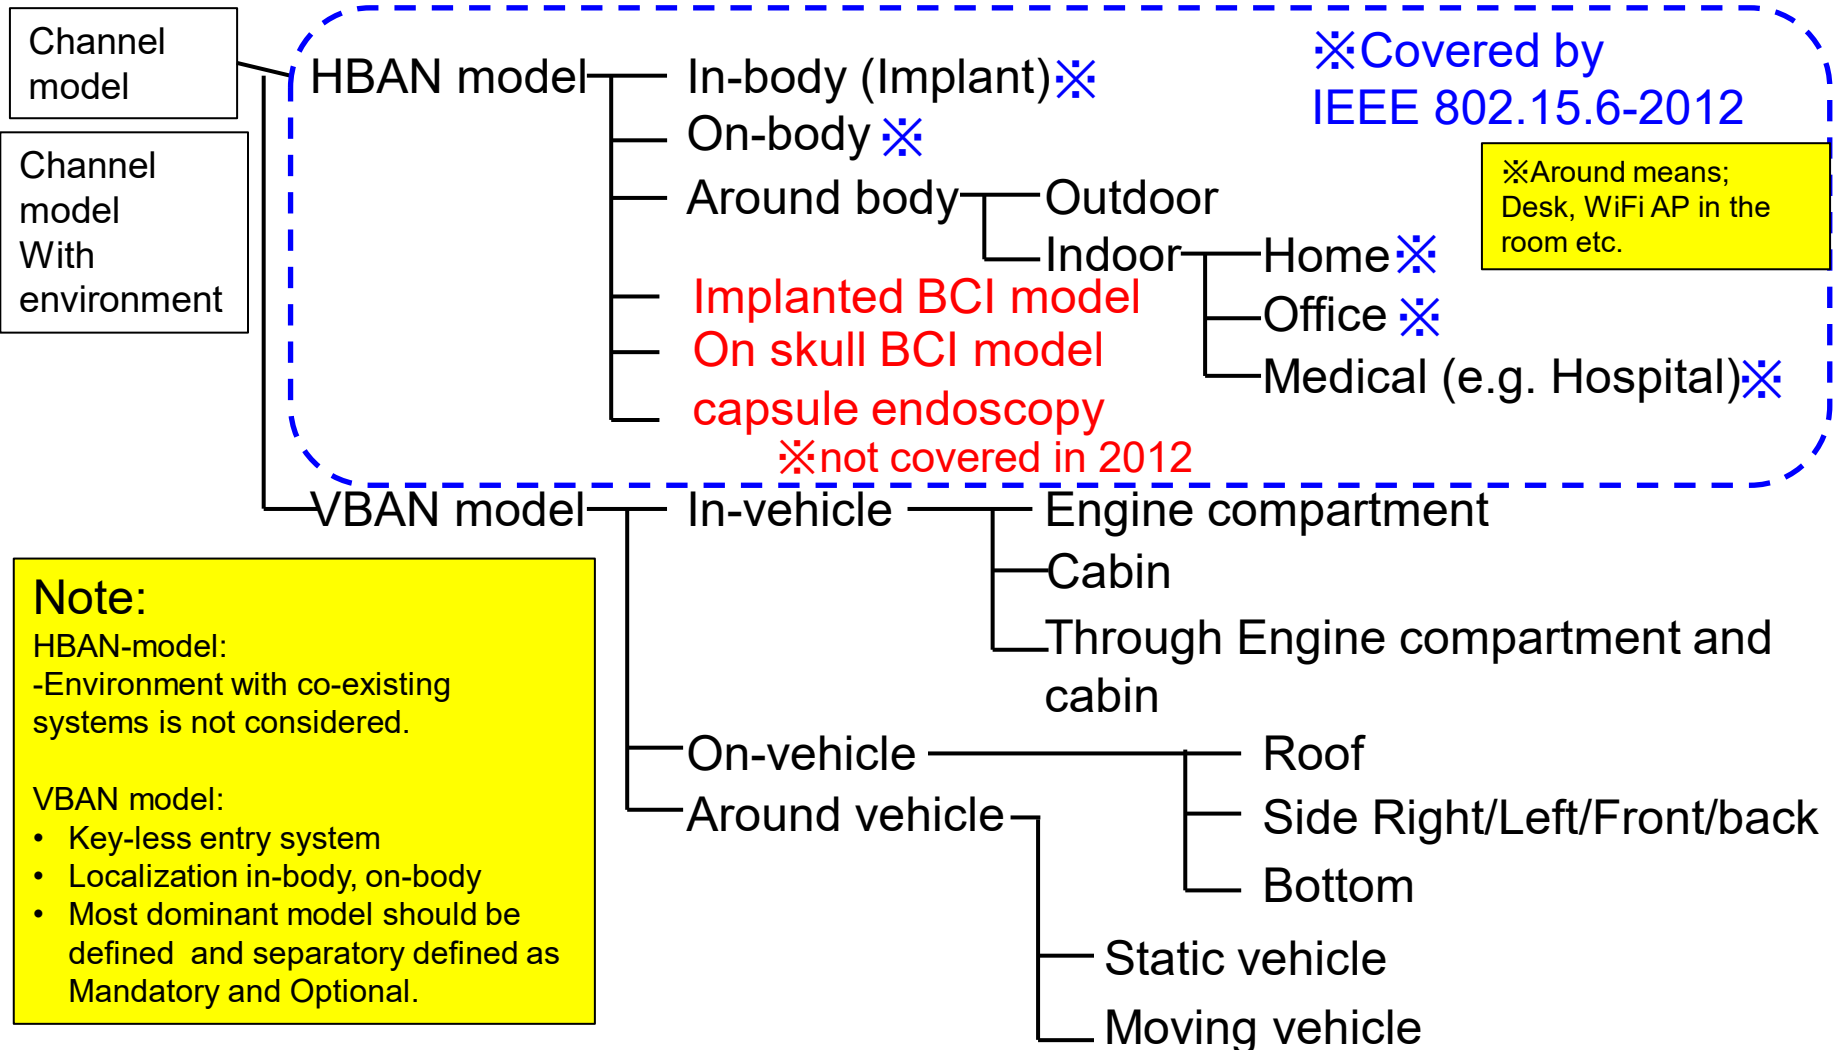 Channel
model
Channel
model
With
environment
HBAN model
In-body (Implant)※
On-body ※
Around body
Outdoor
Indoor
Home※
Office ※
Medical (e.g. Hospital)※
Implanted BCI model
On skull BCI model
capsule endoscopy
※not covered in 2012
※Covered by
IEEE 802.15.6-2012
※Around means;
Desk, WiFi AP in the
room etc.
VBAN model
In-vehicle
Engine compartment
Cabin
Through Engine compartment and
cabin
On-vehicle
Roof
Side Right/Left/Front/back
Bottom
Around vehicle
Static vehicle
Moving vehicle
Note:
HBAN-model:
-Environment with co-existing
systems is not considered.
VBAN model:
• Key-less entry system
• Localization in-body, on-body
• Most dominant model should be
defined and separatory defined as
Mandatory and Optional.